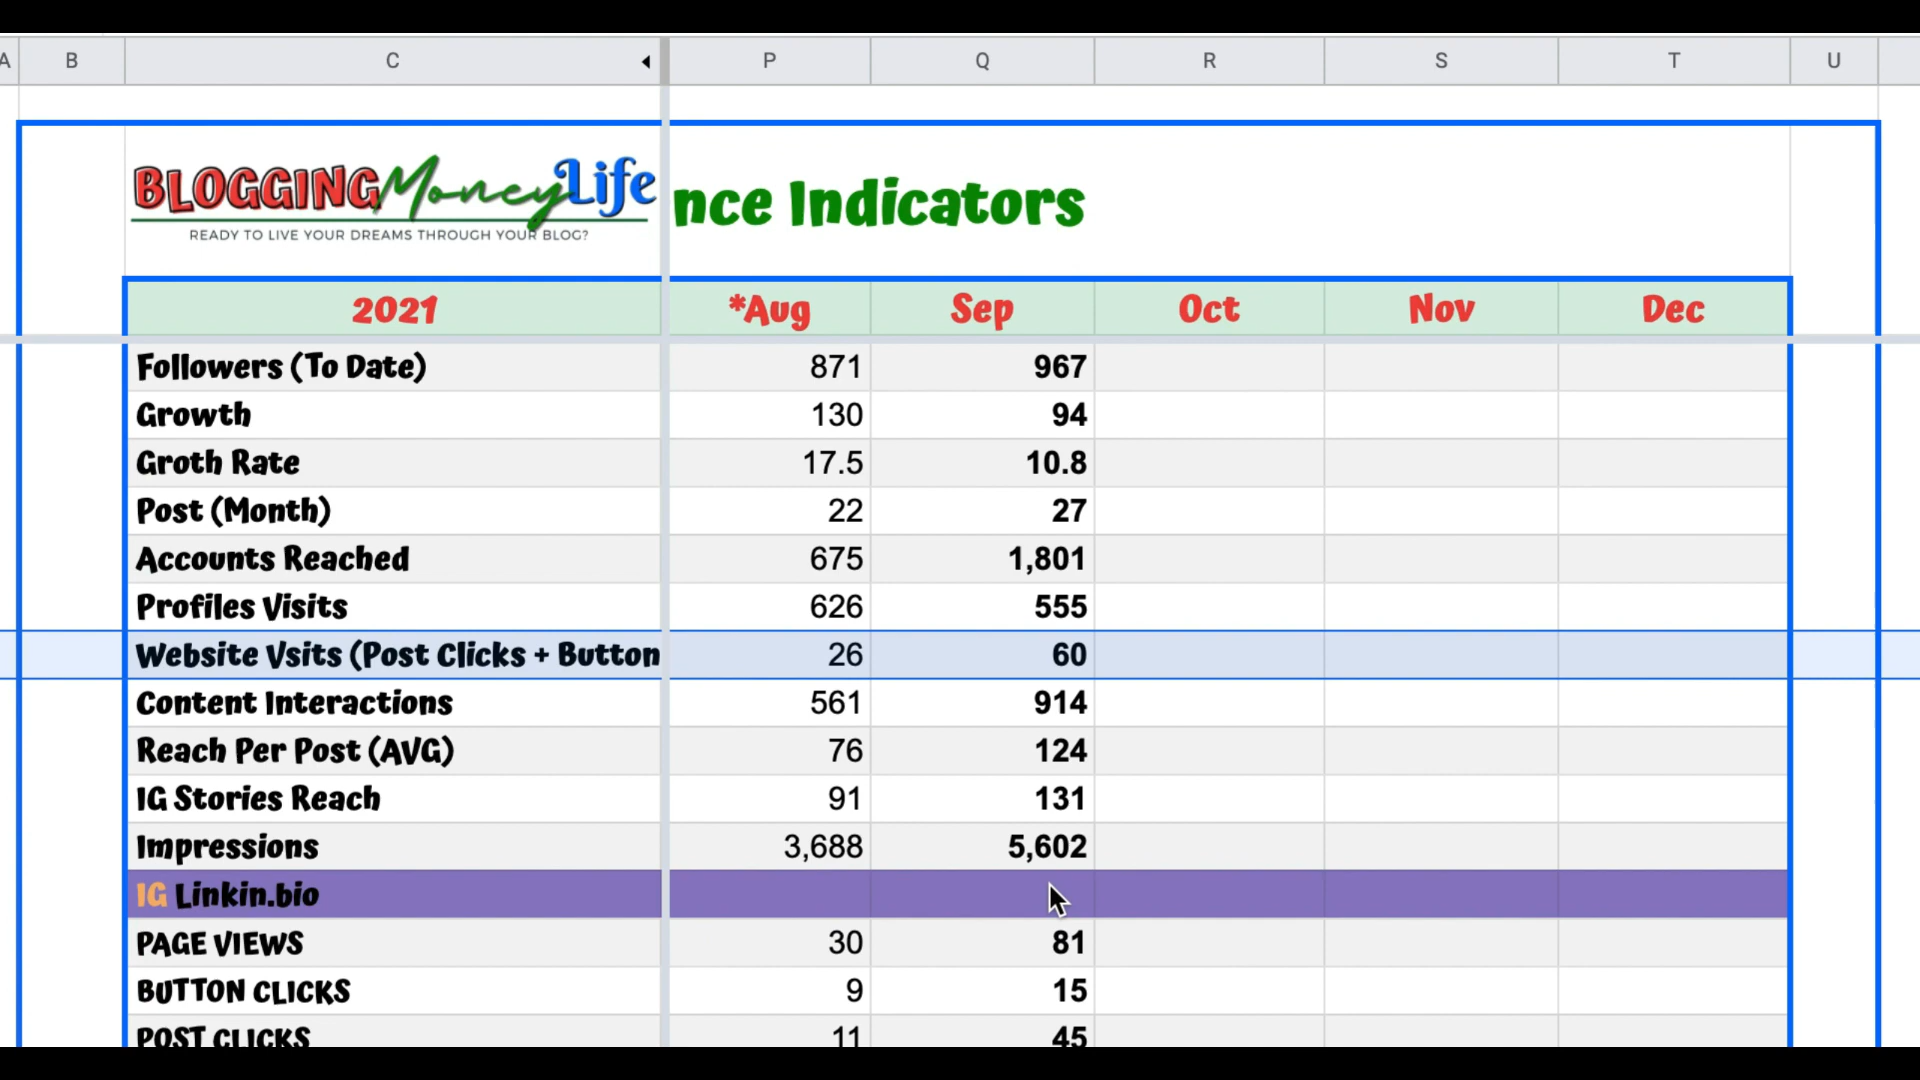 A B C P Q R S T U
BLOGGING Money Life
READY TO LIVE YOUR DREAMS THROUGH YOUR BLOG?
nce Indicators
2021 *Aug Sep Oct Nov Dec
Followers (To Date) 871 967
Growth 130 94
Groth Rate 17.5 10.8
Post (Month) 22 27
Accounts Reached 675 1,801
Profiles Visits 626 555
Website Vsits (Post Clicks + Button 26 60
Content Interactions 561 914
Reach Per Post (AVG) 76 124
IG Stories Reach 91 131
Impressions 3,688 5,602
IG Linkin.bio
PAGE VIEWS 30 81
BUTTON CLICKS 9 15
POST CLICKS 11 45